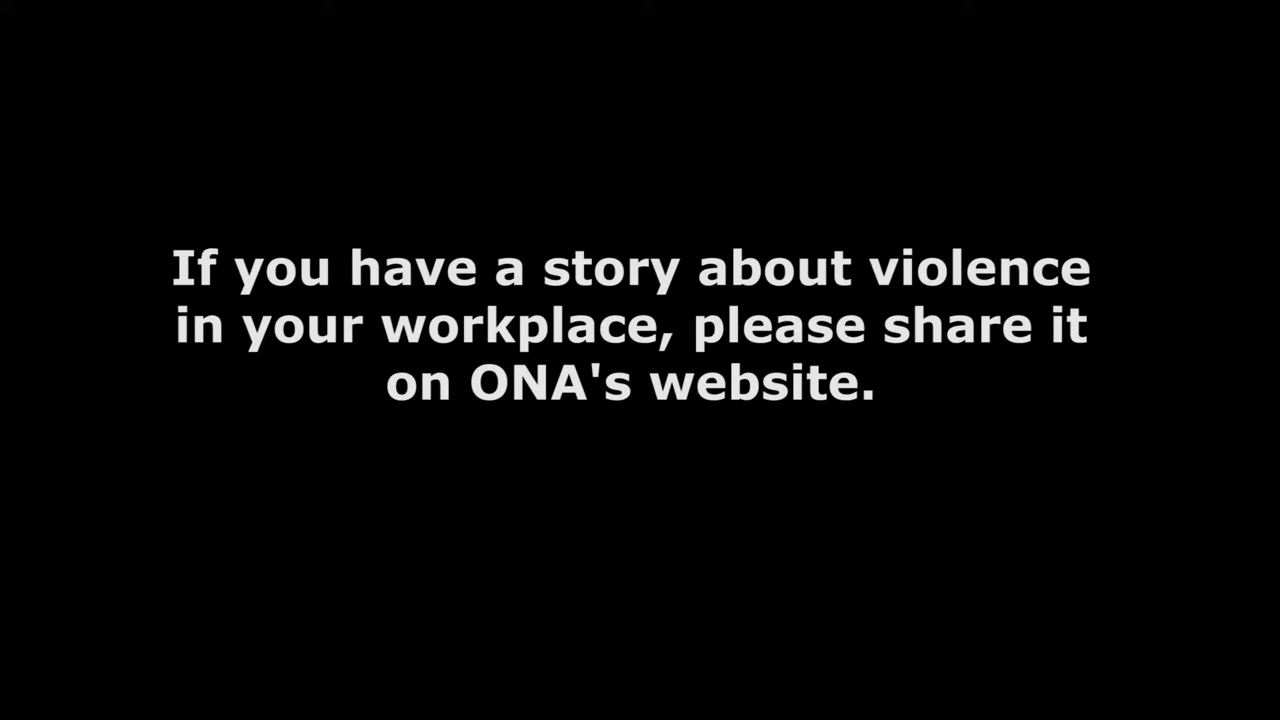 If you have a story about violence
in your workplace, please share it
on ONA's website.